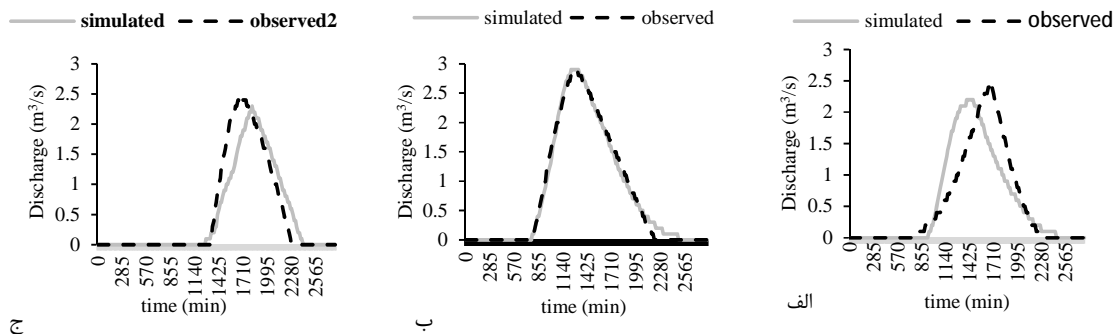 simulated observed2
3
2.5
2
1.5
1
0.5
0
Discharge (m³/s)
0 285 570 855 1140 1425 1710 1995 2280 2565
time (min)
ج
simulated observed
3
2.5
2
1.5
1
0.5
0
Discharge (m³/s)
0 285 570 855 1140 1425 1710 1995 2280 2565
time (min)
ب
simulated observed
3
2.5
2
1.5
1
0.5
0
Discharge (m³/s)
0 285 570 855 1140 1425 1710 1995 2280 2565
time (min)
الف